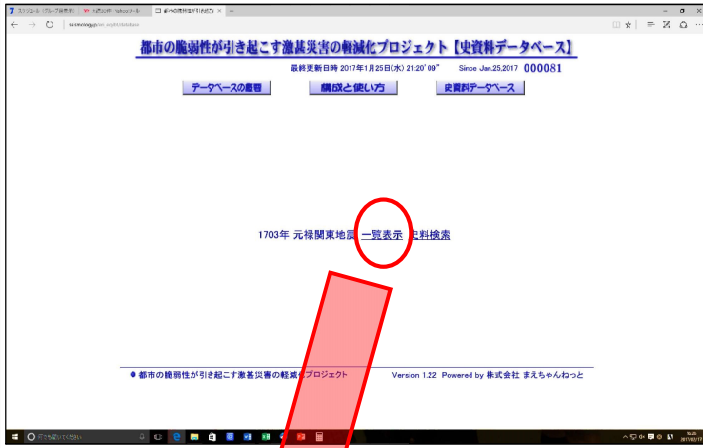 都市の脆弱性が引き起こす激甚災害の軽減化プロジェクト【史資料データベース】
最終更新日時 2017年1月25日(水) 21:20'09" Since Jan.25,2017 000081
データベースの概要 構成と使い方 史資料データベース
1703年 元禄関東地震 一覧表示 史料検索
都市の脆弱性が引き起こす激甚災害の軽減化プロジェクト Version 1.22 Powered by 株式会社 まえちゃんねっと
2017/02/17